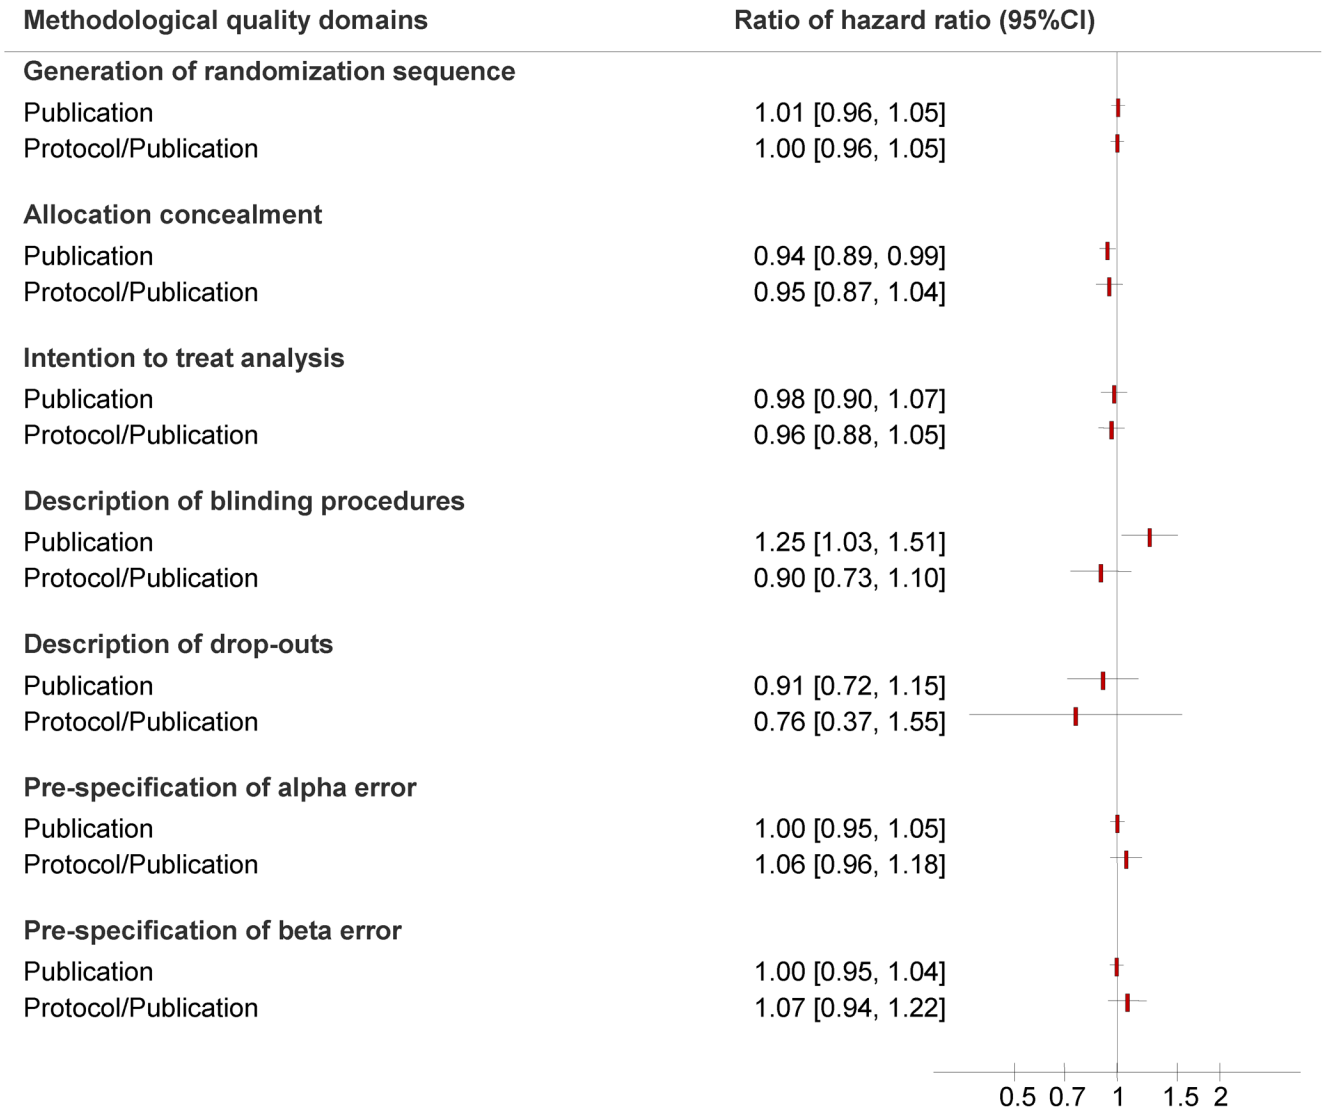 Methodological quality domains Ratio of hazard ratio (95%CI)
Generation of randomization sequence
Publication 1.01 [0.96, 1.05]
Protocol/Publication 1.00 [0.96, 1.05]
Allocation concealment
Publication 0.94 [0.89, 0.99]
Protocol/Publication 0.95 [0.87, 1.04]
Intention to treat analysis
Publication 0.98 [0.90, 1.07]
Protocol/Publication 0.96 [0.88, 1.05]
Description of blinding procedures
Publication 1.25 [1.03, 1.51]
Protocol/Publication 0.90 [0.73, 1.10]
Description of drop-outs
Publication 0.91 [0.72, 1.15]
Protocol/Publication 0.76 [0.37, 1.55]
Pre-specification of alpha error
Publication 1.00 [0.95, 1.05]
Protocol/Publication 1.06 [0.96, 1.18]
Pre-specification of beta error
Publication 1.00 [0.95, 1.04]
Protocol/Publication 1.07 [0.94, 1.22]
0.5 0.7 1 1.5 2